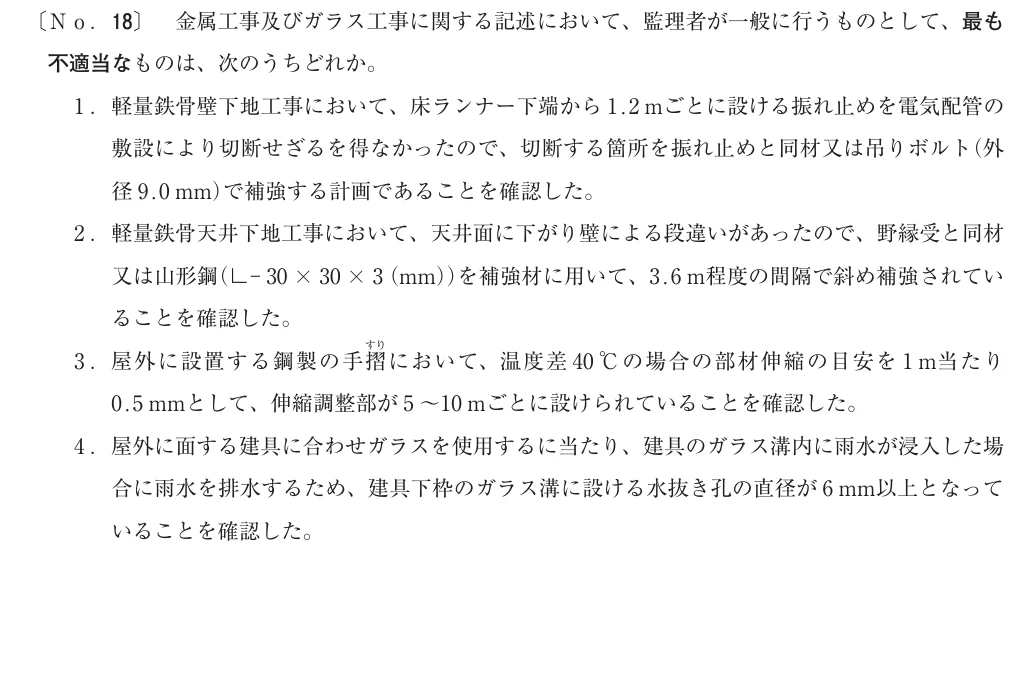 〔Ｎｏ．18〕　金属工事及びガラス工事に関する記述において、監理者が一般に行うものとして、最も
不適当なものは、次のうちどれか。
１．軽量鉄骨壁下地工事において、床ランナー下端から1.2 mごとに設ける振れ止めを電気配管の
敷設により切断せざるを得なかったので、切断する箇所を振れ止めと同材又は吊りボルト（外
径9.0 mm）で補強する計画であることを確認した。
２．軽量鉄骨天井下地工事において、天井面に下がり壁による段違いがあったので、野縁受と同材
又は山形鋼（∟－30 × 30 × 3（mm））を補強材に用いて、3.6 m程度の間隔で斜め補強されてい
ることを確認した。
３．屋外に設置する鋼製の手摺すりにおいて、温度差40 ℃の場合の部材伸縮の目安を１m当たり
0.5 mmとして、伸縮調整部が５～10 mごとに設けられていることを確認した。
４．屋外に面する建具に合わせガラスを使用するに当たり、建具のガラス溝内に雨水が浸入した場
合に雨水を排水するため、建具下枠のガラス溝に設ける水抜き孔の直径が６mm以上となって
いることを確認した。